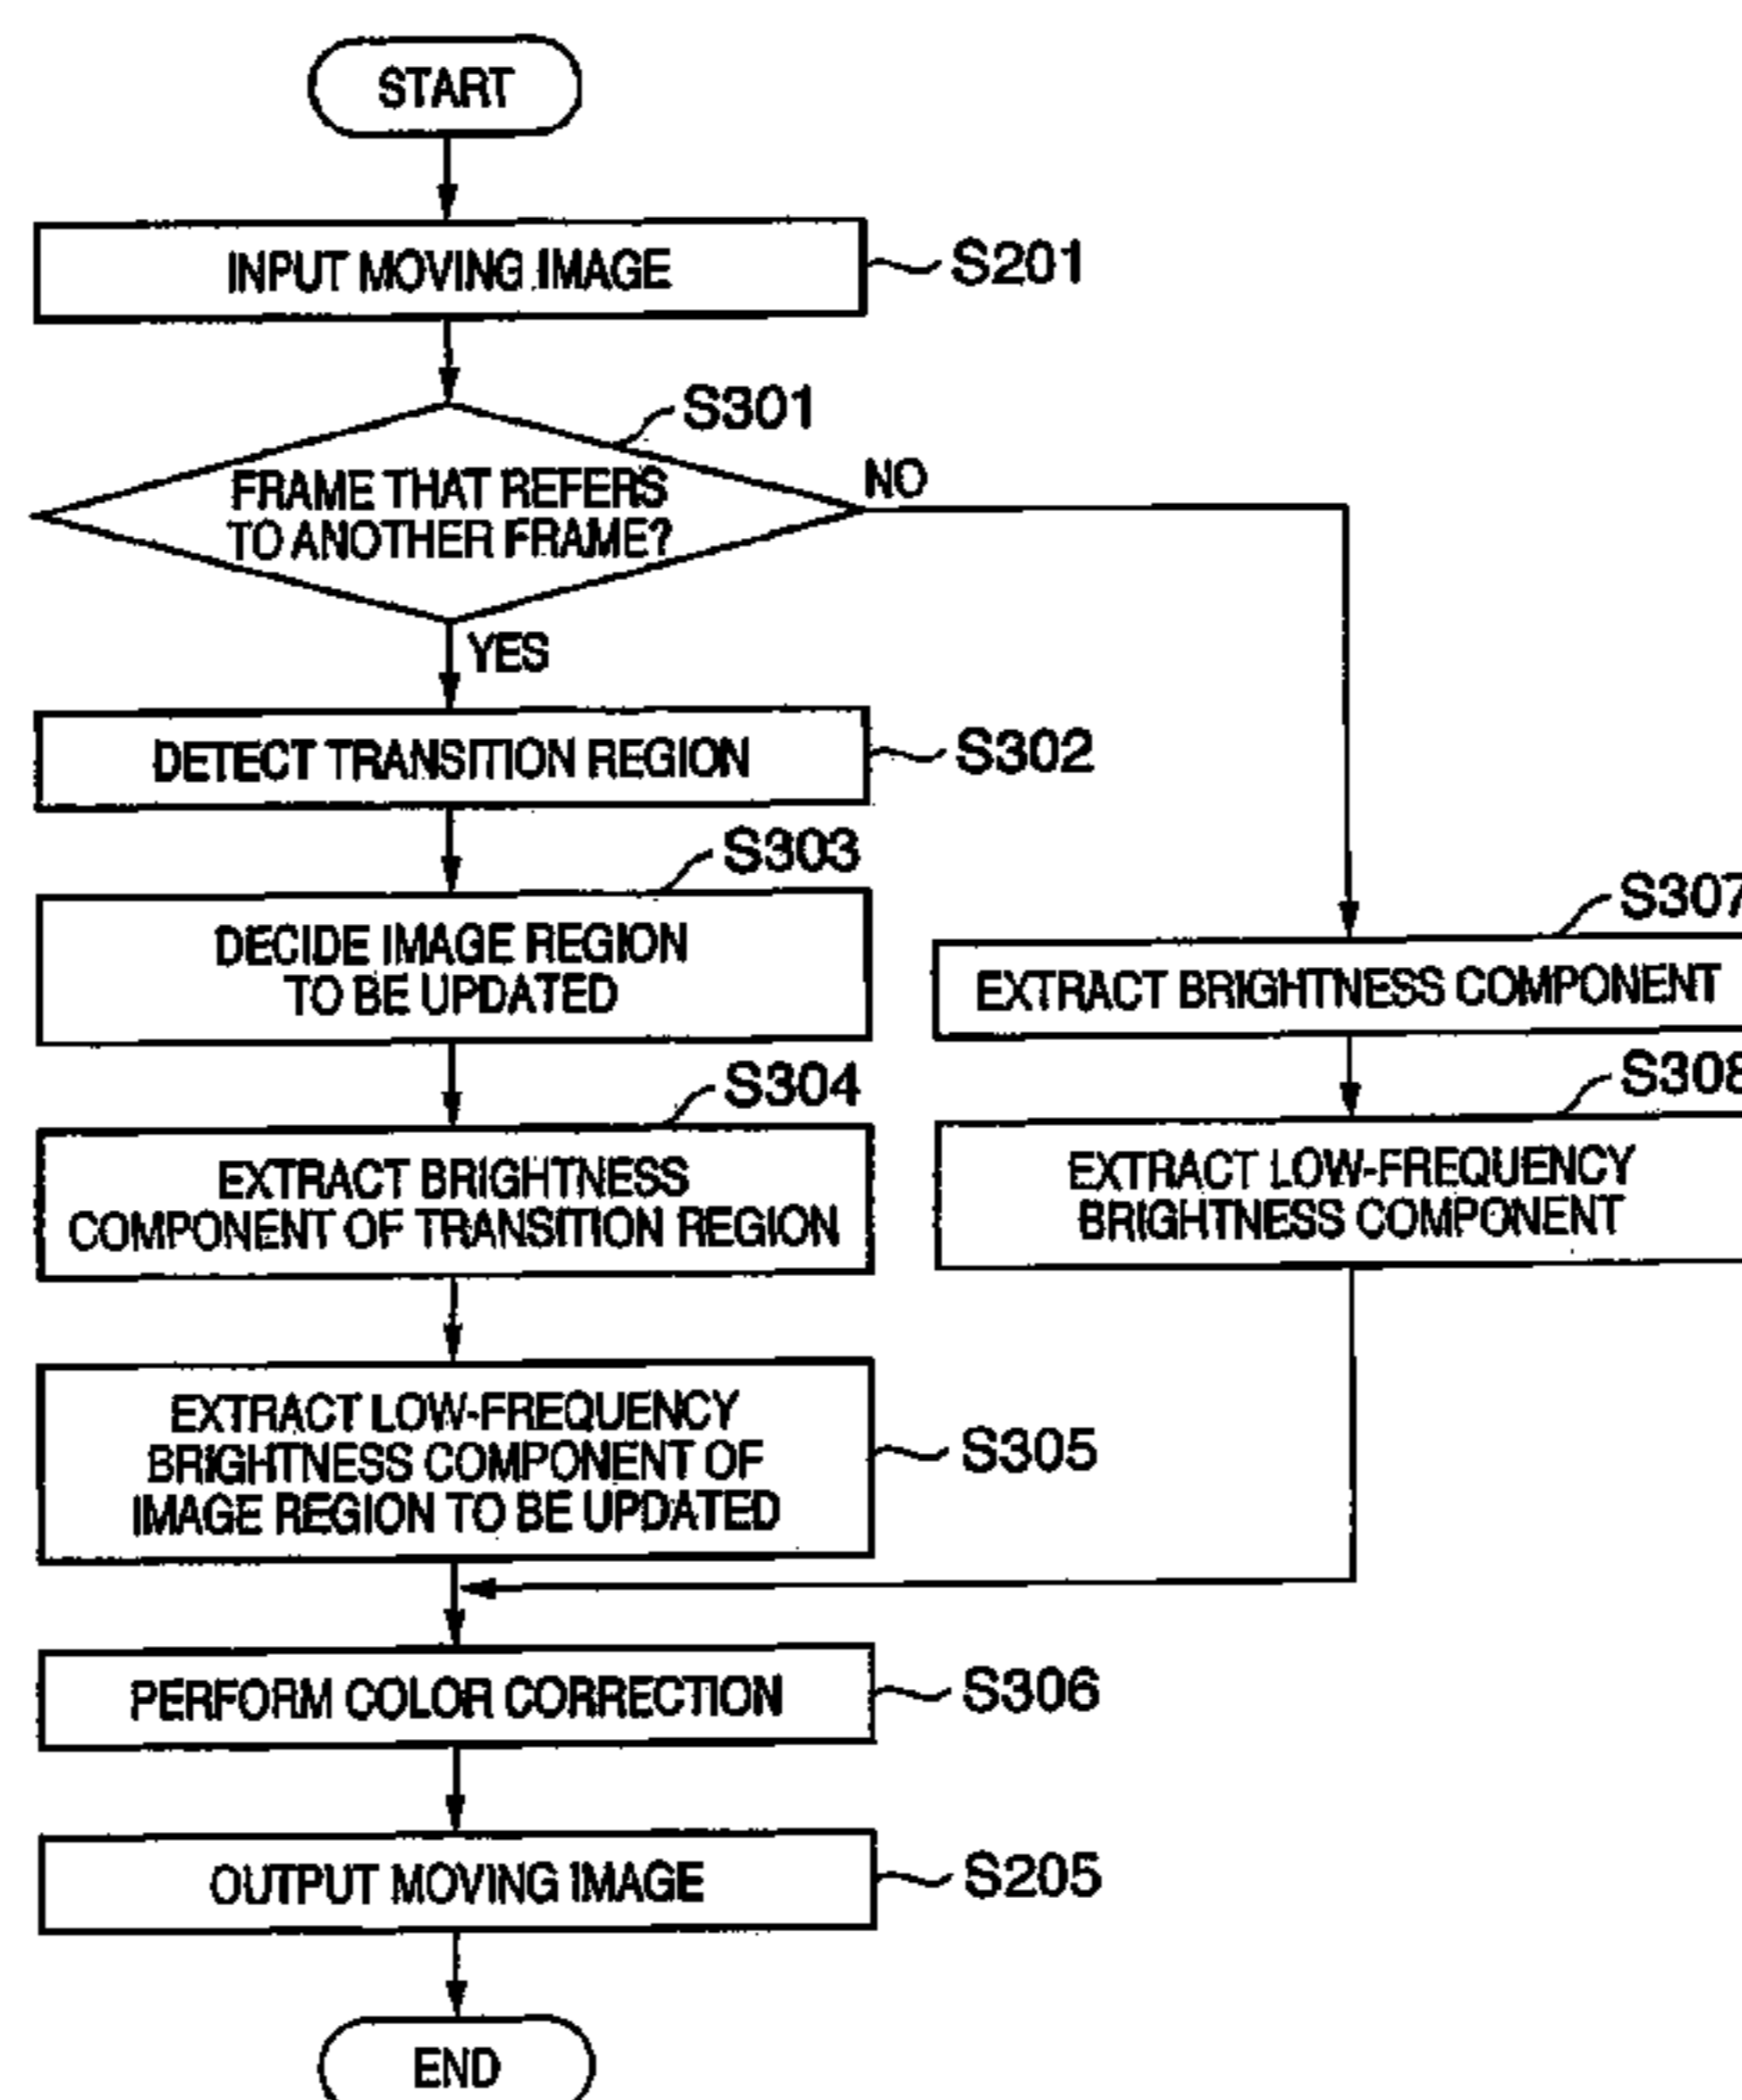 START
INPUT MOVING IMAGE
S201
S301
FRAME THAT REFERS
TO ANOTHER FRAME?
NO
YES
DETECT TRANSITION REGION
S302
S303
DECIDE IMAGE REGION
TO BE UPDATED
S304
EXTRACT BRIGHTNESS
COMPONENT OF TRANSITION REGION
EXTRACT LOW-FREQUENCY
BRIGHTNESS COMPONENT OF
IMAGE REGION TO BE UPDATED
S305
S307
EXTRACT BRIGHTNESS COMPONENT
S308
EXTRACT LOW-FREQUENCY
BRIGHTNESS COMPONENT
PERFORM COLOR CORRECTION
S306
OUTPUT MOVING IMAGE
S205
END